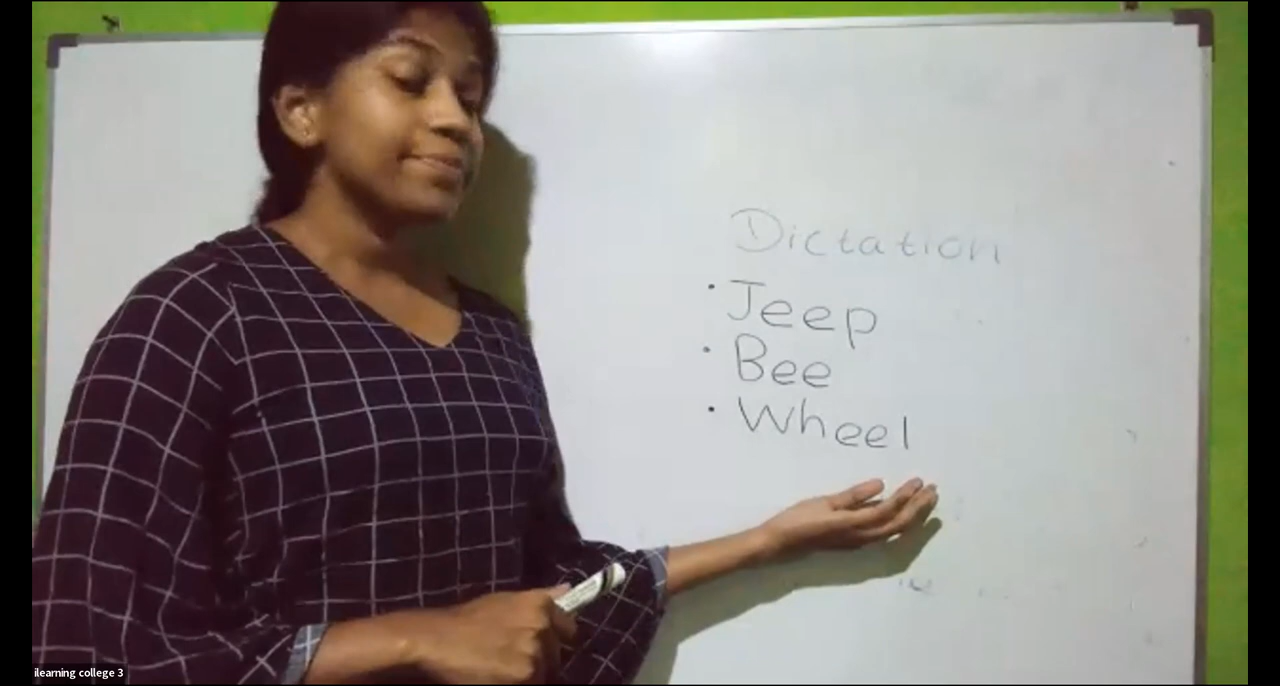 Dictation
• Jeep
• Bee
• Wheel
ilearning college 3